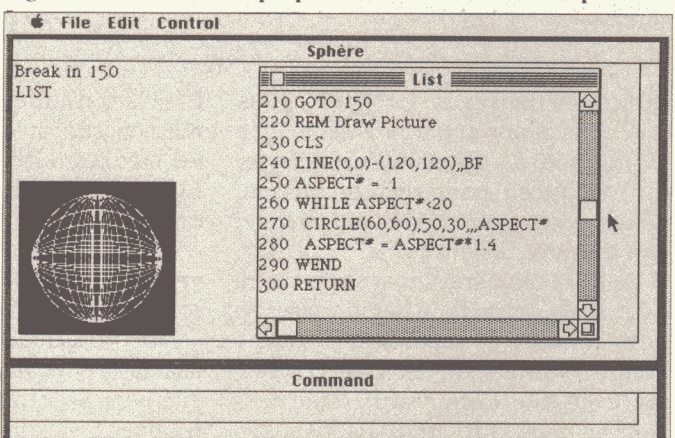 File Edit Control
Sphère
Break in 150
LIST
List
210 GOTO 150
220 REM Draw Picture
230 CLS
240 LINE(0,0)-(120,120),,BF
250 ASPECT# = .1
260 WHILE ASPECT#<20
270 CIRCLE(60,60),50,30,,,ASPECT#
280 ASPECT# = ASPECT#*1.4
290 WEND
300 RETURN
Command